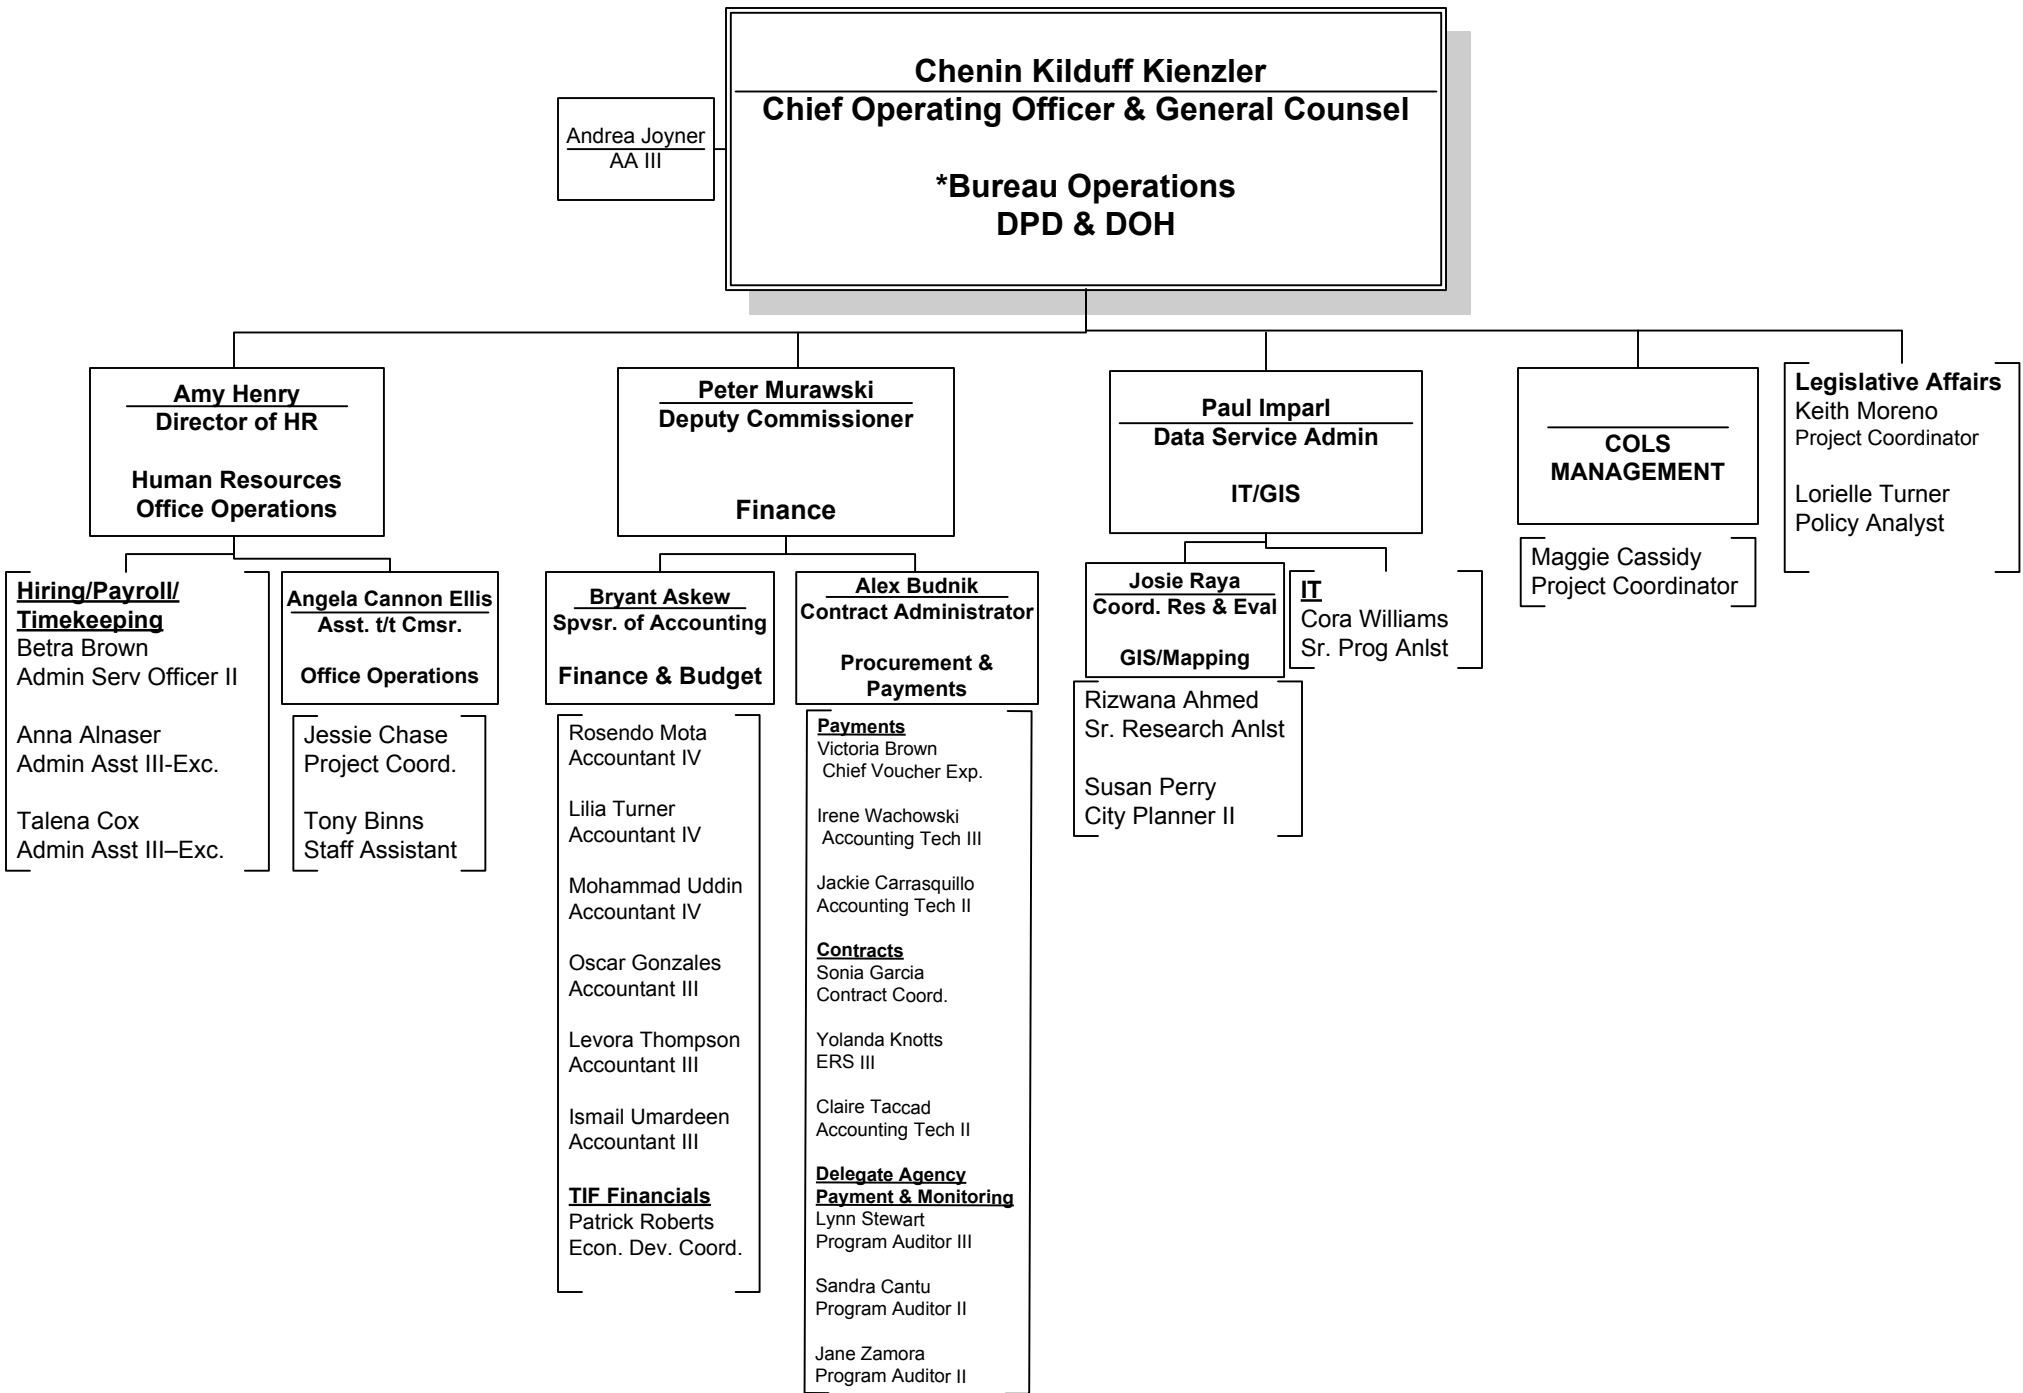 Chenin Kilduff Kienzler
Chief Operating Officer & General Counsel
*Bureau Operations
DPD & DOH
Andrea Joyner
AA III
Amy Henry
Director of HR
Human Resources
Office Operations
Peter Murawski
Deputy Commissioner
Finance
Paul Imparl
Data Service Admin
IT/GIS
COLS
MANAGEMENT
Legislative Affairs
Keith Moreno
Project Coordinator
Lorielle Turner
Policy Analyst
Maggie Cassidy
Project Coordinator
Hiring/Payroll/
Timekeeping
Betra Brown
Admin Serv Officer II
Anna Alnaser
Admin Asst III-Exc.
Talena Cox
Admin Asst III–Exc.
Angela Cannon Ellis
Asst. t/t Cmsr.
Office Operations
Jessie Chase
Project Coord.
Tony Binns
Staff Assistant
Bryant Askew
Spvsr. of Accounting
Finance & Budget
Rosendo Mota
Accountant IV
Lilia Turner
Accountant IV
Mohammad Uddin
Accountant IV
Oscar Gonzales
Accountant III
Levora Thompson
Accountant III
Ismail Umardeen
Accountant III
TIF Financials
Patrick Roberts
Econ. Dev. Coord.
Alex Budnik
Contract Administrator
Procurement &
Payments
Payments
Victoria Brown
Chief Voucher Exp.
Irene Wachowski
Accounting Tech III
Jackie Carrasquillo
Accounting Tech II
Contracts
Sonia Garcia
Contract Coord.
Yolanda Knotts
ERS III
Claire Taccad
Accounting Tech II
Delegate Agency
Payment & Monitoring
Lynn Stewart
Program Auditor III
Sandra Cantu
Program Auditor II
Jane Zamora
Program Auditor II
Josie Raya
Coord. Res & Eval
GIS/Mapping
Rizwana Ahmed
Sr. Research Anlst
Susan Perry
City Planner II
IT
Cora Williams
Sr. Prog Anlst